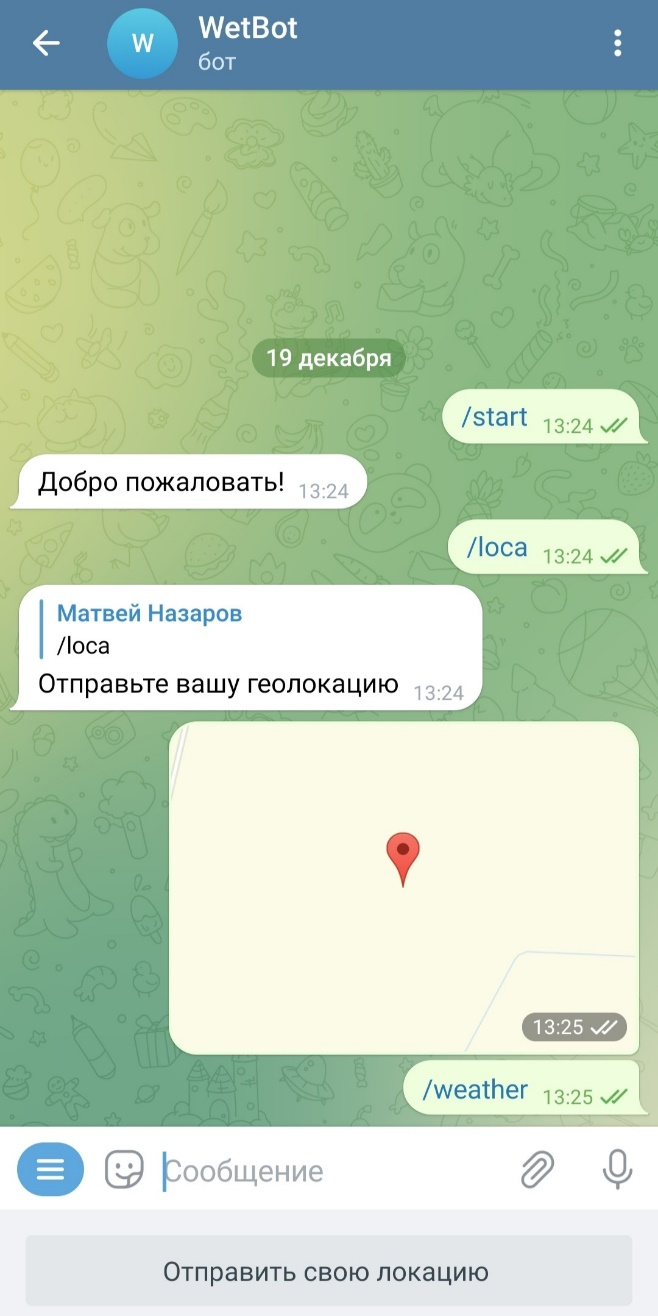 W
WetBot
бот
19 декабря
/start 13:24
Добро пожаловать! 13:24
/loca 13:24
Матвей Назаров
/loca
Отправьте вашу геолокацию 13:24
13:25
/weather 13:25
Сообщение
Отправить свою локацию